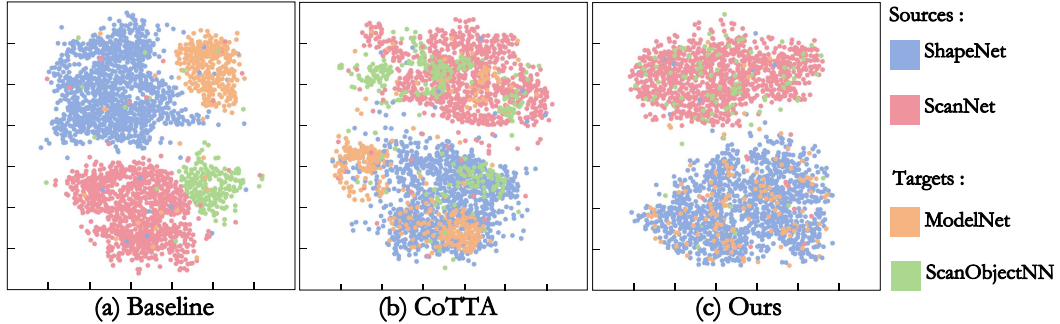 Sources :
ShapeNet
ScanNet
Targets :
ModelNet
ScanObjectNN
(a) Baseline
(b) CoTTA
(c) Ours